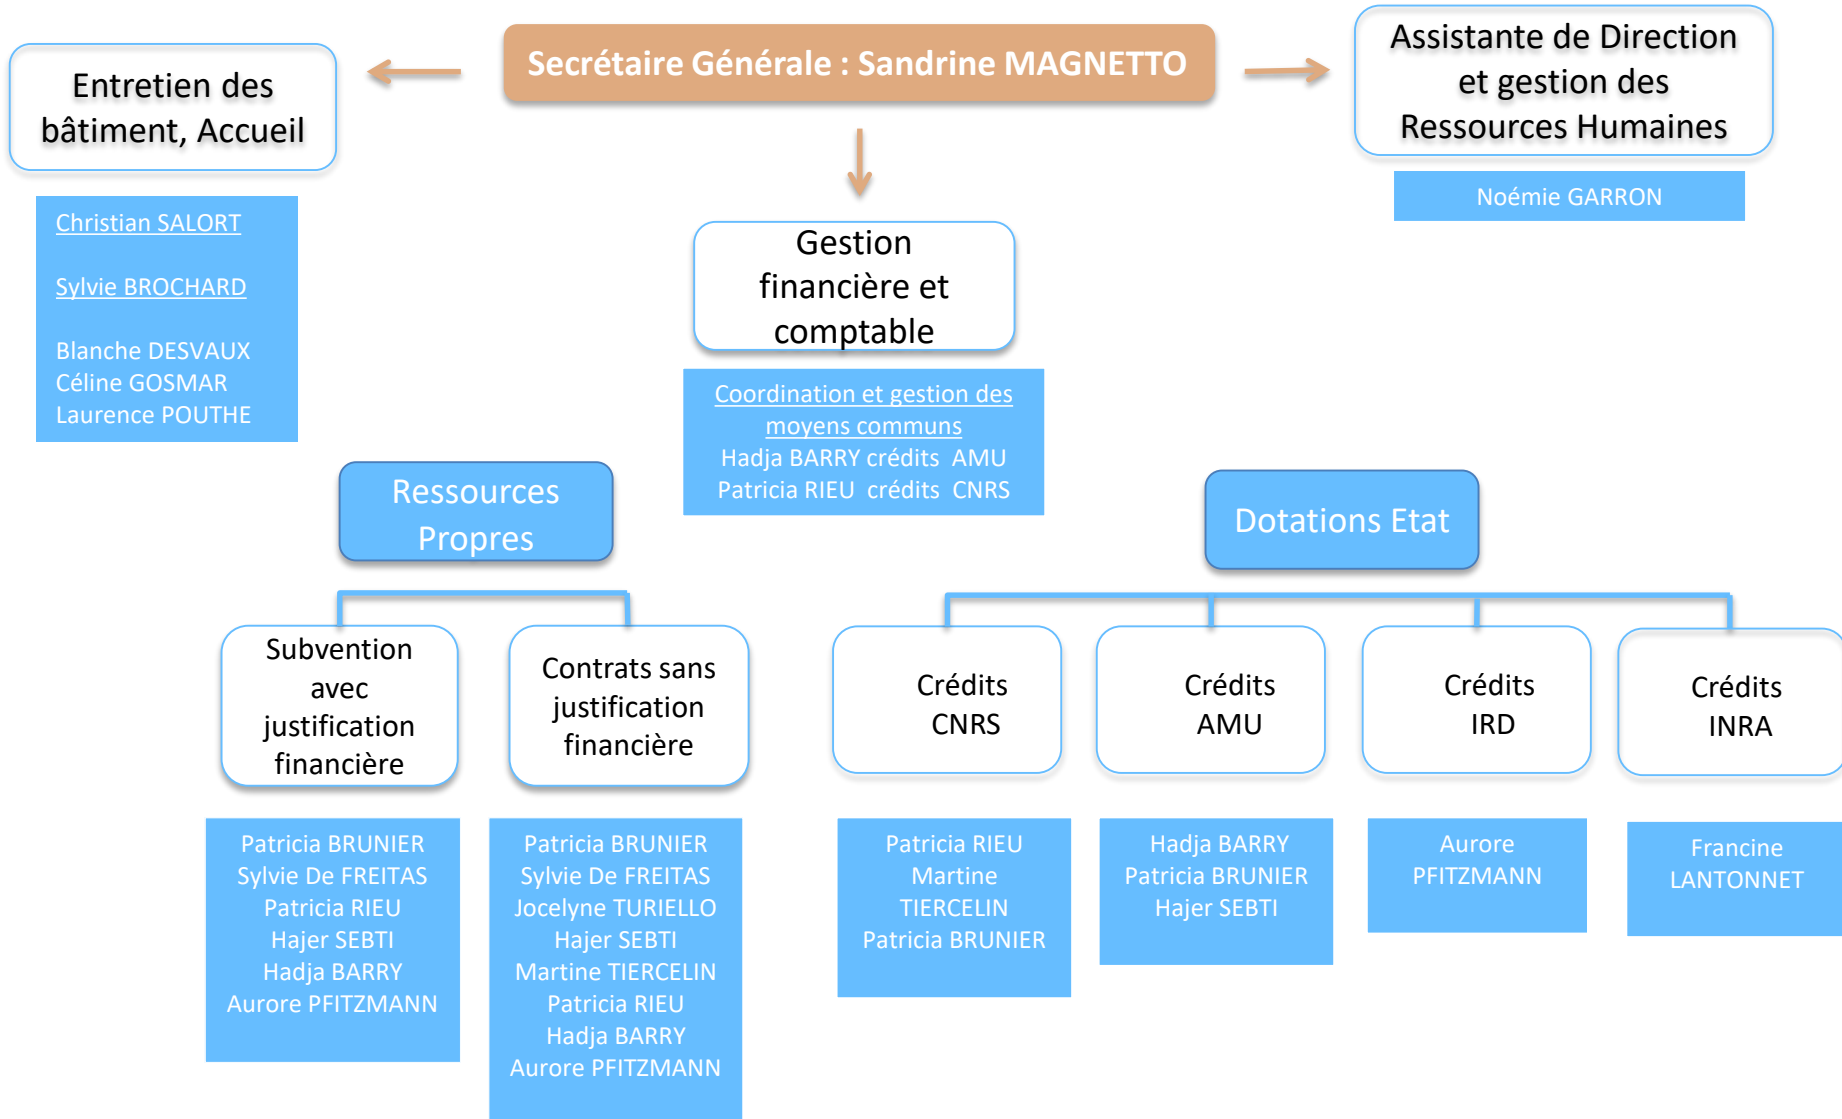 Secrétaire Générale : Sandrine MAGNETTO
Entretien des
bâtiment, Accueil
Christian SALORT
Sylvie BROCHARD
Blanche DESVAUX
Céline GOSMAR
Laurence POUTHE
Assistante de Direction
et gestion des
Ressources Humaines
Noémie GARRON
Gestion
financière et
comptable
Coordination et gestion des
moyens communs
Hadja BARRY crédits AMU
Patricia RIEU crédits CNRS
Ressources
Propres
Subvention
avec
justification
financière
Patricia BRUNIER
Sylvie De FREITAS
Patricia RIEU
Hajer SEBTI
Hadja BARRY
Aurore PFITZMANN
Contrats sans
justification
financière
Patricia BRUNIER
Sylvie De FREITAS
Jocelyne TURIELLO
Hajer SEBTI
Martine TIERCELIN
Patricia RIEU
Hadja BARRY
Aurore PFITZMANN
Dotations Etat
Crédits
CNRS
Patricia RIEU
Martine
TIERCELIN
Patricia BRUNIER
Crédits
AMU
Hadja BARRY
Patricia BRUNIER
Hajer SEBTI
Crédits
IRD
Aurore
PFITZMANN
Crédits
INRA
Francine
LANTONNET